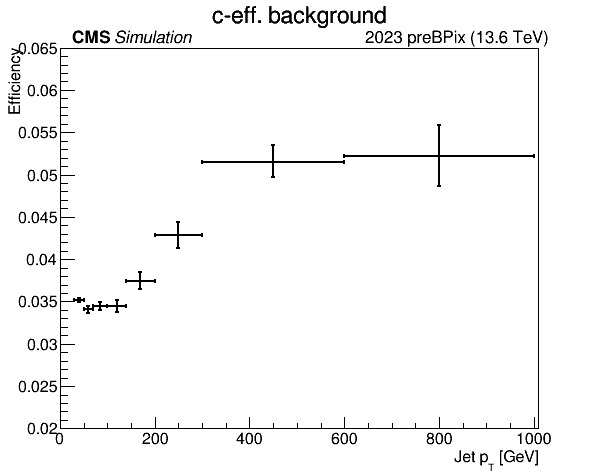 c-eff. background
CMS Simulation 2023 preBPix (13.6 TeV)
Efficiency
0.065
0.06
0.055
0.05
0.045
0.04
0.035
0.03
0.025
0.02
0 200 400 600 800 1000
Jet p_T [GeV]